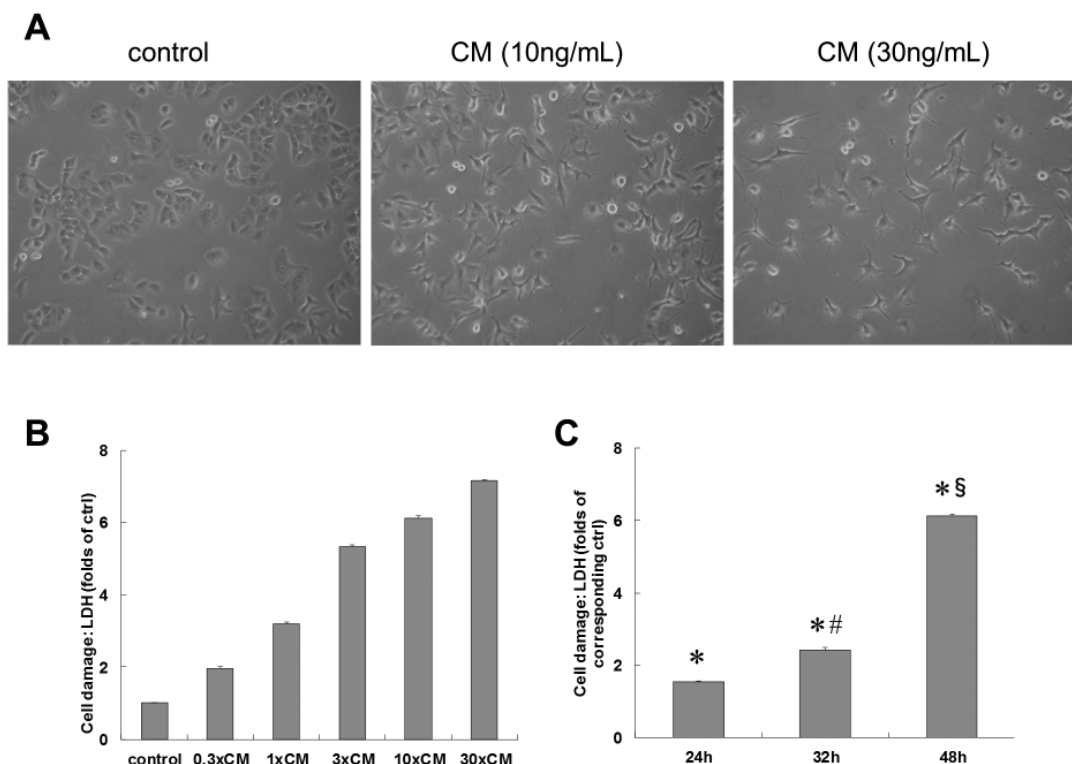 A
control
CM (10ng/mL)
CM (30ng/mL)
B
Cell damage: LDH (folds of ctrl)
8
6
4
2
0
control 0.3xCM 1xCM 3xCM 10xCM 30xCM
C
Cell damage: LDH (folds of
corresponding ctrl)
8
6
4
2
0
*
*#
*§
24h 32h 48h